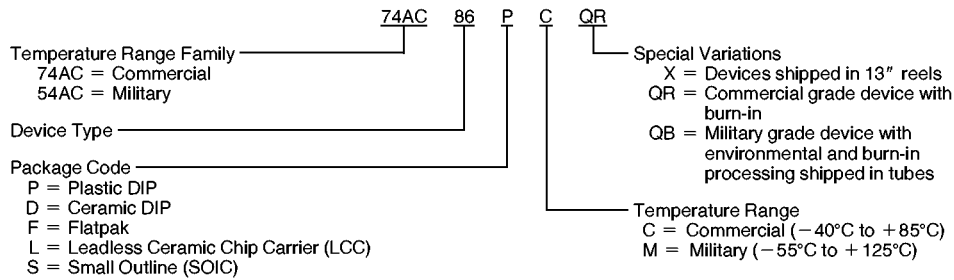 74AC 86 P C QR
Temperature Range Family
74AC = Commercial
54AC = Military
Device Type
Package Code
P = Plastic DIP
D = Ceramic DIP
F = Flatpak
L = Leadless Ceramic Chip Carrier (LCC)
S = Small Outline (SOIC)
Special Variations
X = Devices shipped in 13″ reels
QR = Commercial grade device with
burn-in
QB = Military grade device with
environmental and burn-in
processing shipped in tubes
Temperature Range
C = Commercial (−40°C to +85°C)
M = Military (−55°C to +125°C)